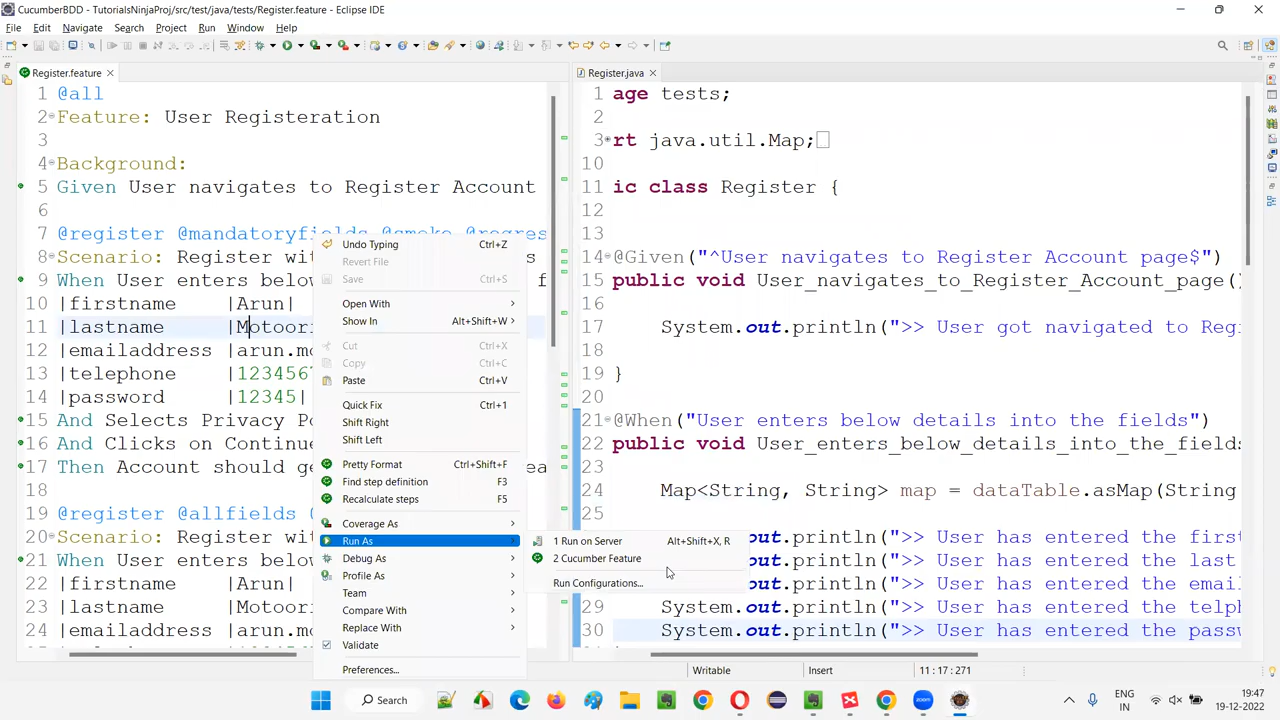 CucumberBDD - TutorialsNinjaProj/src/test/java/tests/Register.feature - Eclipse IDE
File Edit Navigate Search Project Run Window Help
Register.feature
1 @all
2 Feature: User Registeration
3
4 Background:
5 Given User navigates to Register Account
6
7 @register @mandatoryfields @smoke @regres
8 Scenario: Register wit
9 When User enters below
10 |firstname |Arun|
11 |lastname |Motoori
12 |emailaddress |arun.mo
13 |telephone |1234567
14 |password |12345|
15 And Selects Privacy Po
16 And Clicks on Continue
17 Then Account should ge
18
19 @register @allfields
20 Scenario: Register wit
21 When User enters below
22 |firstname |Arun|
23 |lastname |Motoori
24 |emailaddress |arun.mo
Undo Typing Ctrl+Z
Revert File
Save Ctrl+S
Open With
Show In Alt+Shift+W
Cut Ctrl+X
Copy Ctrl+C
Paste Ctrl+V
Quick Fix Ctrl+1
Shift Right
Shift Left
Pretty Format Ctrl+Shift+F
Find step definition F3
Recalculate steps F5
Coverage As
Run As
Debug As
Profile As
Team
Compare With
Replace With
Validate
Preferences...
1 Run on Server Alt+Shift+X, R
2 Cucumber Feature
Run Configurations...
Register.java
1 age tests;
2
3 rt java.util.Map;
10
11 ic class Register {
12
13
14 @Given("^User navigates to Register Account page$")
15 public void User_navigates_to_Register_Account_page()
16
17 System.out.println(">> User got navigated to Regi
18
19 }
20
21 @When("User enters below details into the fields")
22 public void User_enters_below_details_into_the_fields
23
24 Map<String, String> map = dataTable.asMap(String
25
out.println(">> User has entered the first
out.println(">> User has entered the last
out.println(">> User has entered the email
29 System.out.println(">> User has entered the telph
30 System.out.println(">> User has entered the passw
Writable Insert 11 : 17 : 271
Search
ENG
IN
19:47
19-12-2022